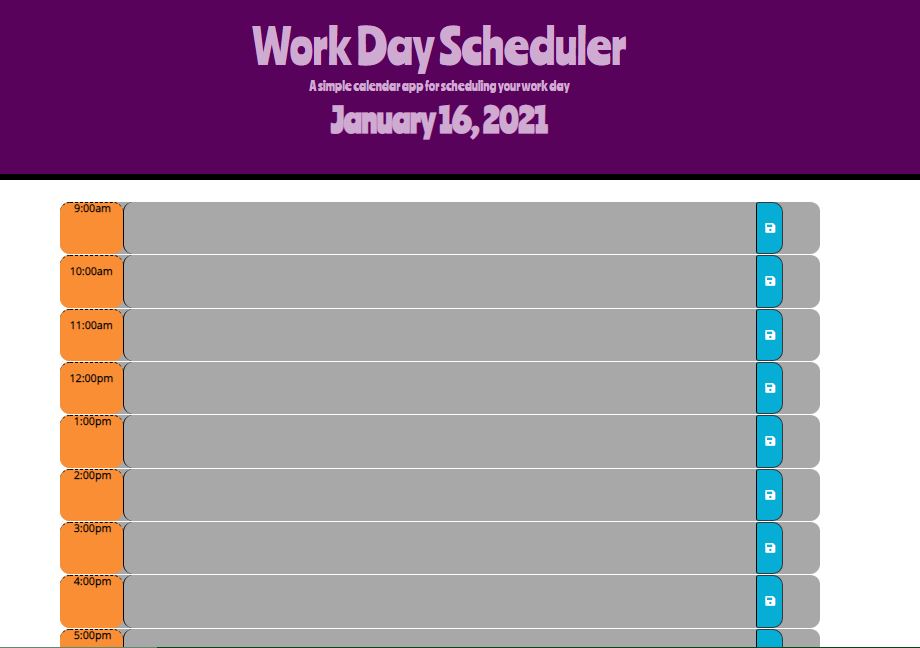 Work Day Scheduler
A simple calendar app for scheduling your work day
January 16, 2021
9:00am
10:00am
11:00am
12:00pm
1:00pm
2:00pm
3:00pm
4:00pm
5:00pm